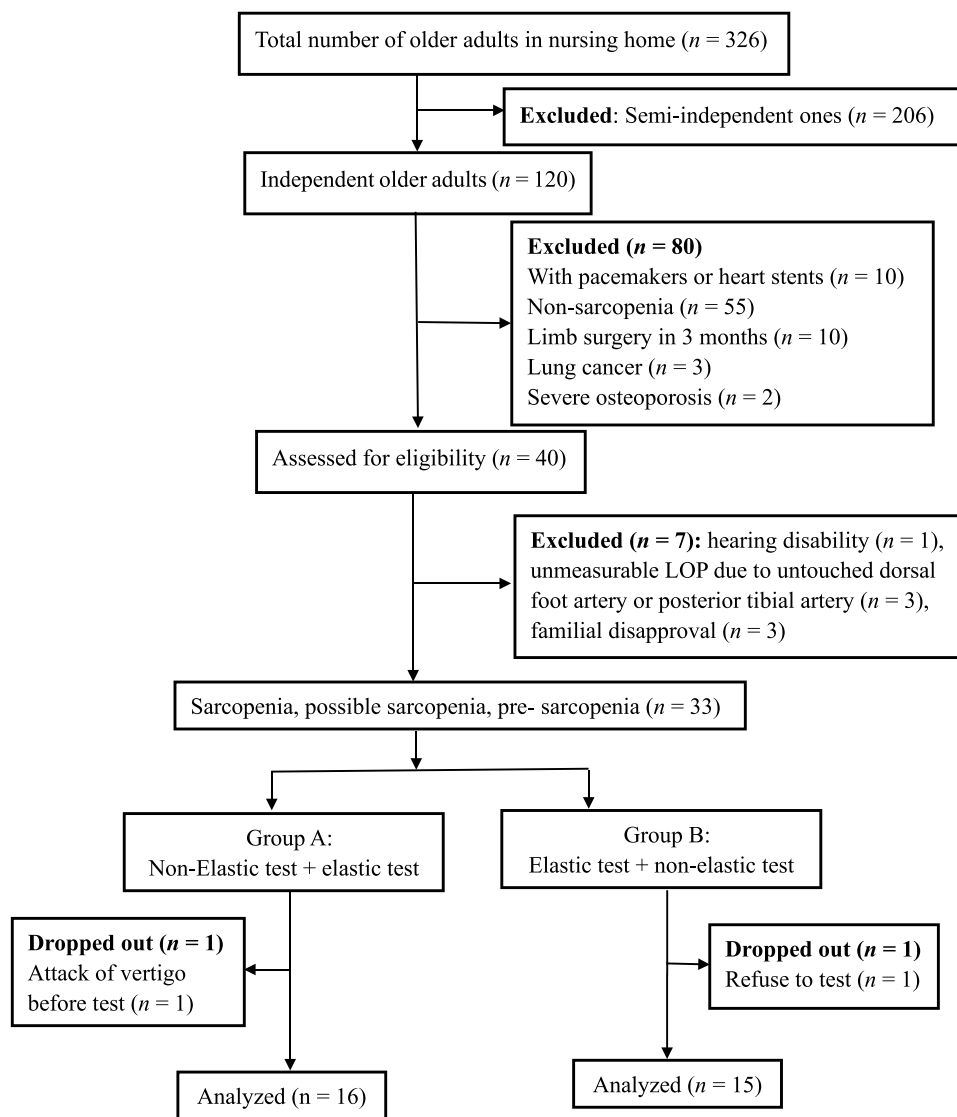 Total number of older adults in nursing home (n = 326)
Excluded: Semi-independent ones (n = 206)
Independent older adults (n = 120)
Excluded (n = 80)
With pacemakers or heart stents (n = 10)
Non-sarcopenia (n = 55)
Limb surgery in 3 months (n = 10)
Lung cancer (n = 3)
Severe osteoporosis (n = 2)
Assessed for eligibility (n = 40)
Excluded (n = 7): hearing disability (n = 1),
unmeasurable LOP due to untouched dorsal
foot artery or posterior tibial artery (n = 3),
familial disapproval (n = 3)
Sarcopenia, possible sarcopenia, pre- sarcopenia (n = 33)
Group A:
Non-Elastic test + elastic test
Group B:
Elastic test + non-elastic test
Dropped out (n = 1)
Attack of vertigo
before test (n = 1)
Dropped out (n = 1)
Refuse to test (n = 1)
Analyzed (n = 16)
Analyzed (n = 15)